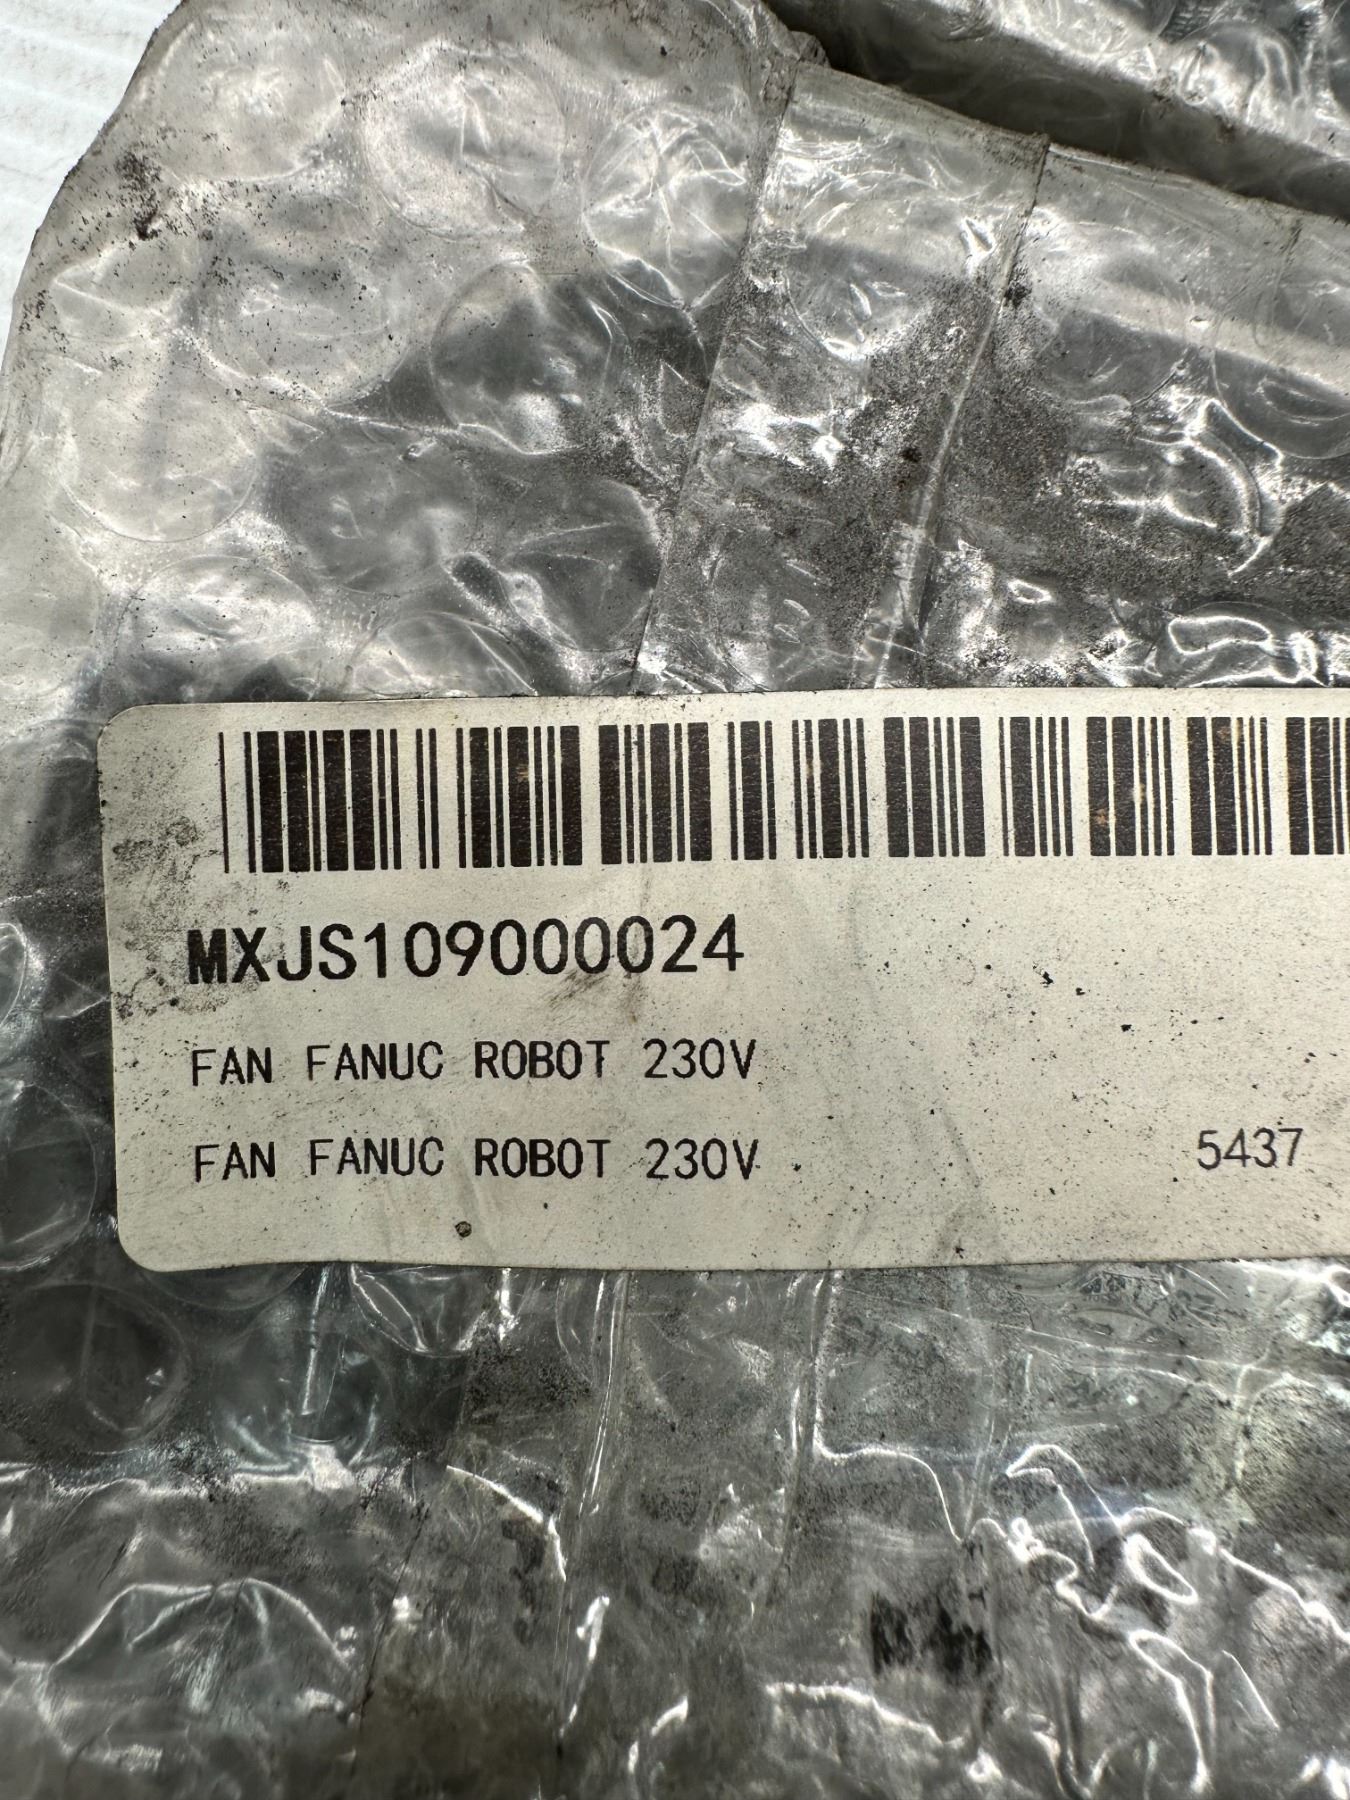 MXJS109000024
FAN FANUC ROBOT 230V
FAN FANUC ROBOT 230V 5437